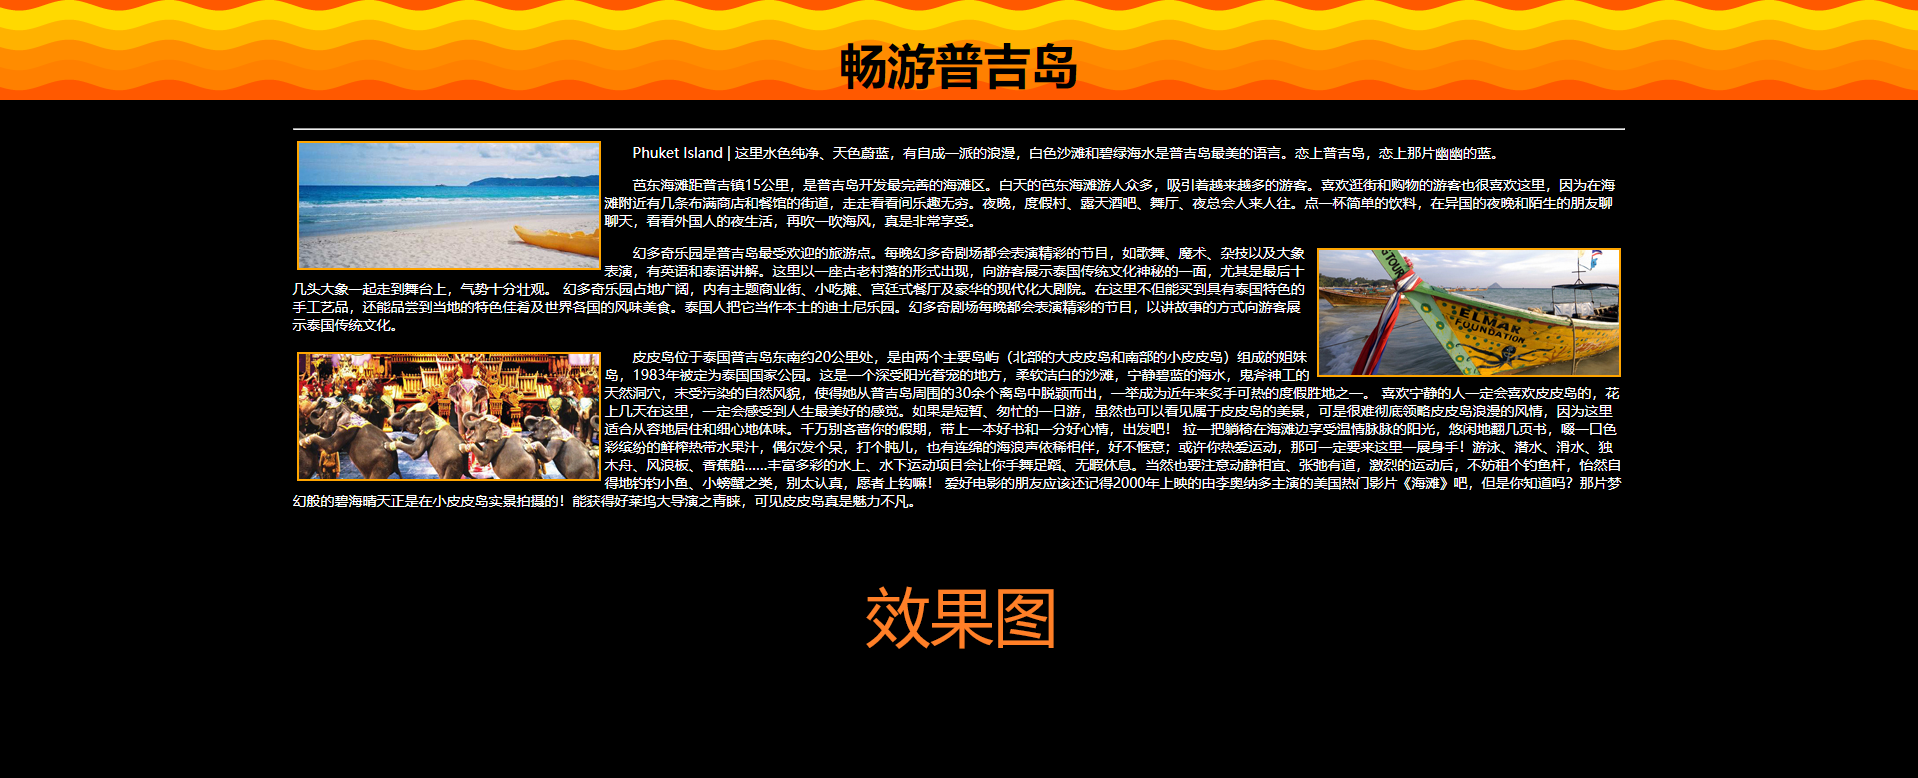 畅游普吉岛
Phuket Island | 这里水色纯净、天色蔚蓝，有自成一派的浪漫，白色沙滩和碧绿海水是普吉岛最美的语言。恋上普吉岛，恋上那片幽幽的蓝。
芭东海滩距普吉镇15公里，是普吉岛开发最完善的海滩区。白天的芭东海滩游人众多，吸引着越来越多的游客。喜欢逛街和购物的游客也很喜欢这里，因为在海
滩附近有几条布满商店和餐馆的街道，走走看看间乐趣无穷。夜晚，度假村、露天酒吧、舞厅、夜总会人来人往。点一杯简单的饮料，在异国的夜晚和陌生的朋友聊
聊天，看看外国人的夜生活，再吹一吹海风，真是非常享受。
幻多奇乐园是普吉岛最受欢迎的旅游点。每晚幻多奇剧场都会表演精彩的节目，如歌舞、魔术、杂技以及大象
表演，有英语和泰语讲解。这里以一座古老村落的形式出现，向游客展示泰国传统文化神秘的一面，尤其是最后十
几头大象一起走到舞台上，气势十分壮观。 幻多奇乐园占地广阔，内有主题商业街、小吃摊、宫廷式餐厅及豪华的现代化大剧院。在这里不但能买到具有泰国特色的
手工艺品，还能品尝到当地的特色佳肴及世界各国的风味美食。泰国人把它当作本土的迪士尼乐园。幻多奇剧场每晚都会表演精彩的节目，以讲故事的方式向游客展
示泰国传统文化。
STOUR
ELMAR
FOUNDATION
皮皮岛位于泰国普吉岛东南约20公里处，是由两个主要岛屿（北部的大皮皮岛和南部的小皮皮岛）组成的姐妹
岛，1983年被定为泰国国家公园。这是一个深受阳光眷宠的地方，柔软洁白的沙滩，宁静碧蓝的海水，鬼斧神工的
天然洞穴，未受污染的自然风貌，使得她从普吉岛周围的30余个离岛中脱颖而出，一举成为近年来炙手可热的度假胜地之一。 喜欢宁静的人一定会喜欢皮皮岛的，花
上几天在这里，一定会感受到人生最美好的感觉。如果是短暂、匆忙的一日游，虽然也可以看见属于皮皮岛的美景，可是很难彻底领略皮皮岛浪漫的风情，因为这里
适合从容地居住和细心地体味。千万别吝啬你的假期，带上一本好书和一分好心情，出发吧！ 拉一把躺椅在海滩边享受温情脉脉的阳光，悠闲地翻几页书，啜一口色
彩缤纷的鲜榨热带水果汁，偶尔发个呆，打个盹儿，也有连绵的海浪声依稀相伴，好不惬意；或许你热爱运动，那可一定要来这里一展身手！游泳、潜水、滑水、独
木舟、风浪板、香蕉船……丰富多彩的水上、水下运动项目会让你手舞足蹈、无暇休息。当然也要注意动静相宜、张弛有道，激烈的运动后，不妨租个钓鱼杆，怡然自
得地钓钓小鱼、小螃蟹之类，别太认真，愿者上钩嘛！ 爱好电影的朋友应该还记得2000年上映的由李奥纳多主演的美国热门影片《海滩》吧，但是你知道吗？那片梦
幻般的碧海晴天正是在小皮皮岛实景拍摄的！能获得好莱坞大导演之青睐，可见皮皮岛真是魅力不凡。
效果图